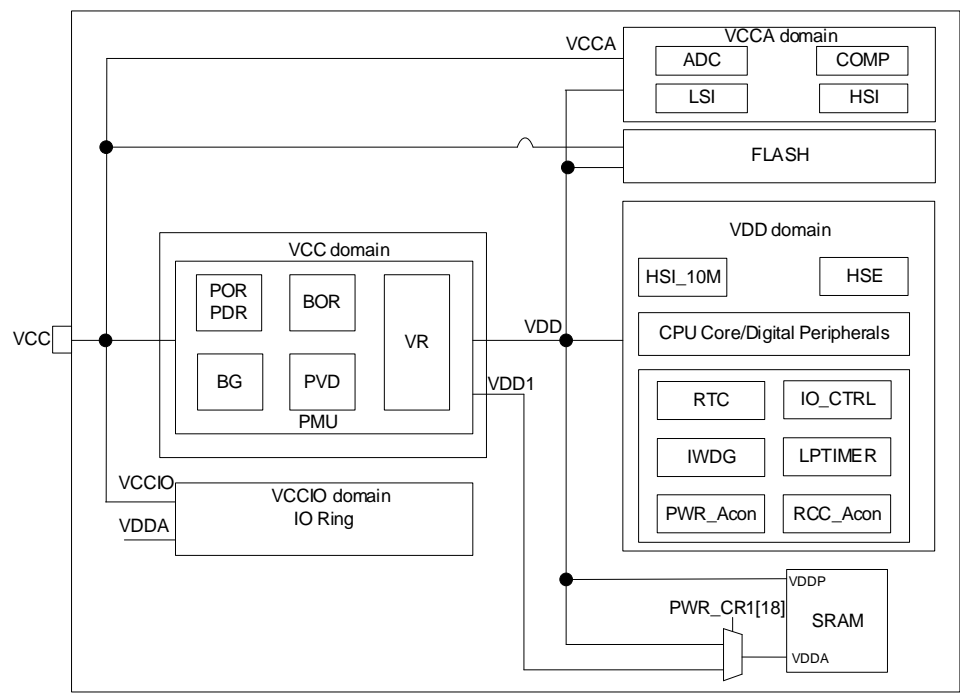 VCCA
VCCA domain
ADC
COMP
LSI
HSI
FLASH
VCC domain
POR
PDR
BOR
VR
BG
PVD
PMU
VCC
VDD
VDD1
VDD domain
HSI_10M
HSE
CPU Core/Digital Peripherals
RTC
IO_CTRL
IWDG
LPTIMER
PWR_Acon
RCC_Acon
VCCIO
VCCIO domain
IO Ring
VDDA
PWR_CR1[18]
VDDP
SRAM
VDDA